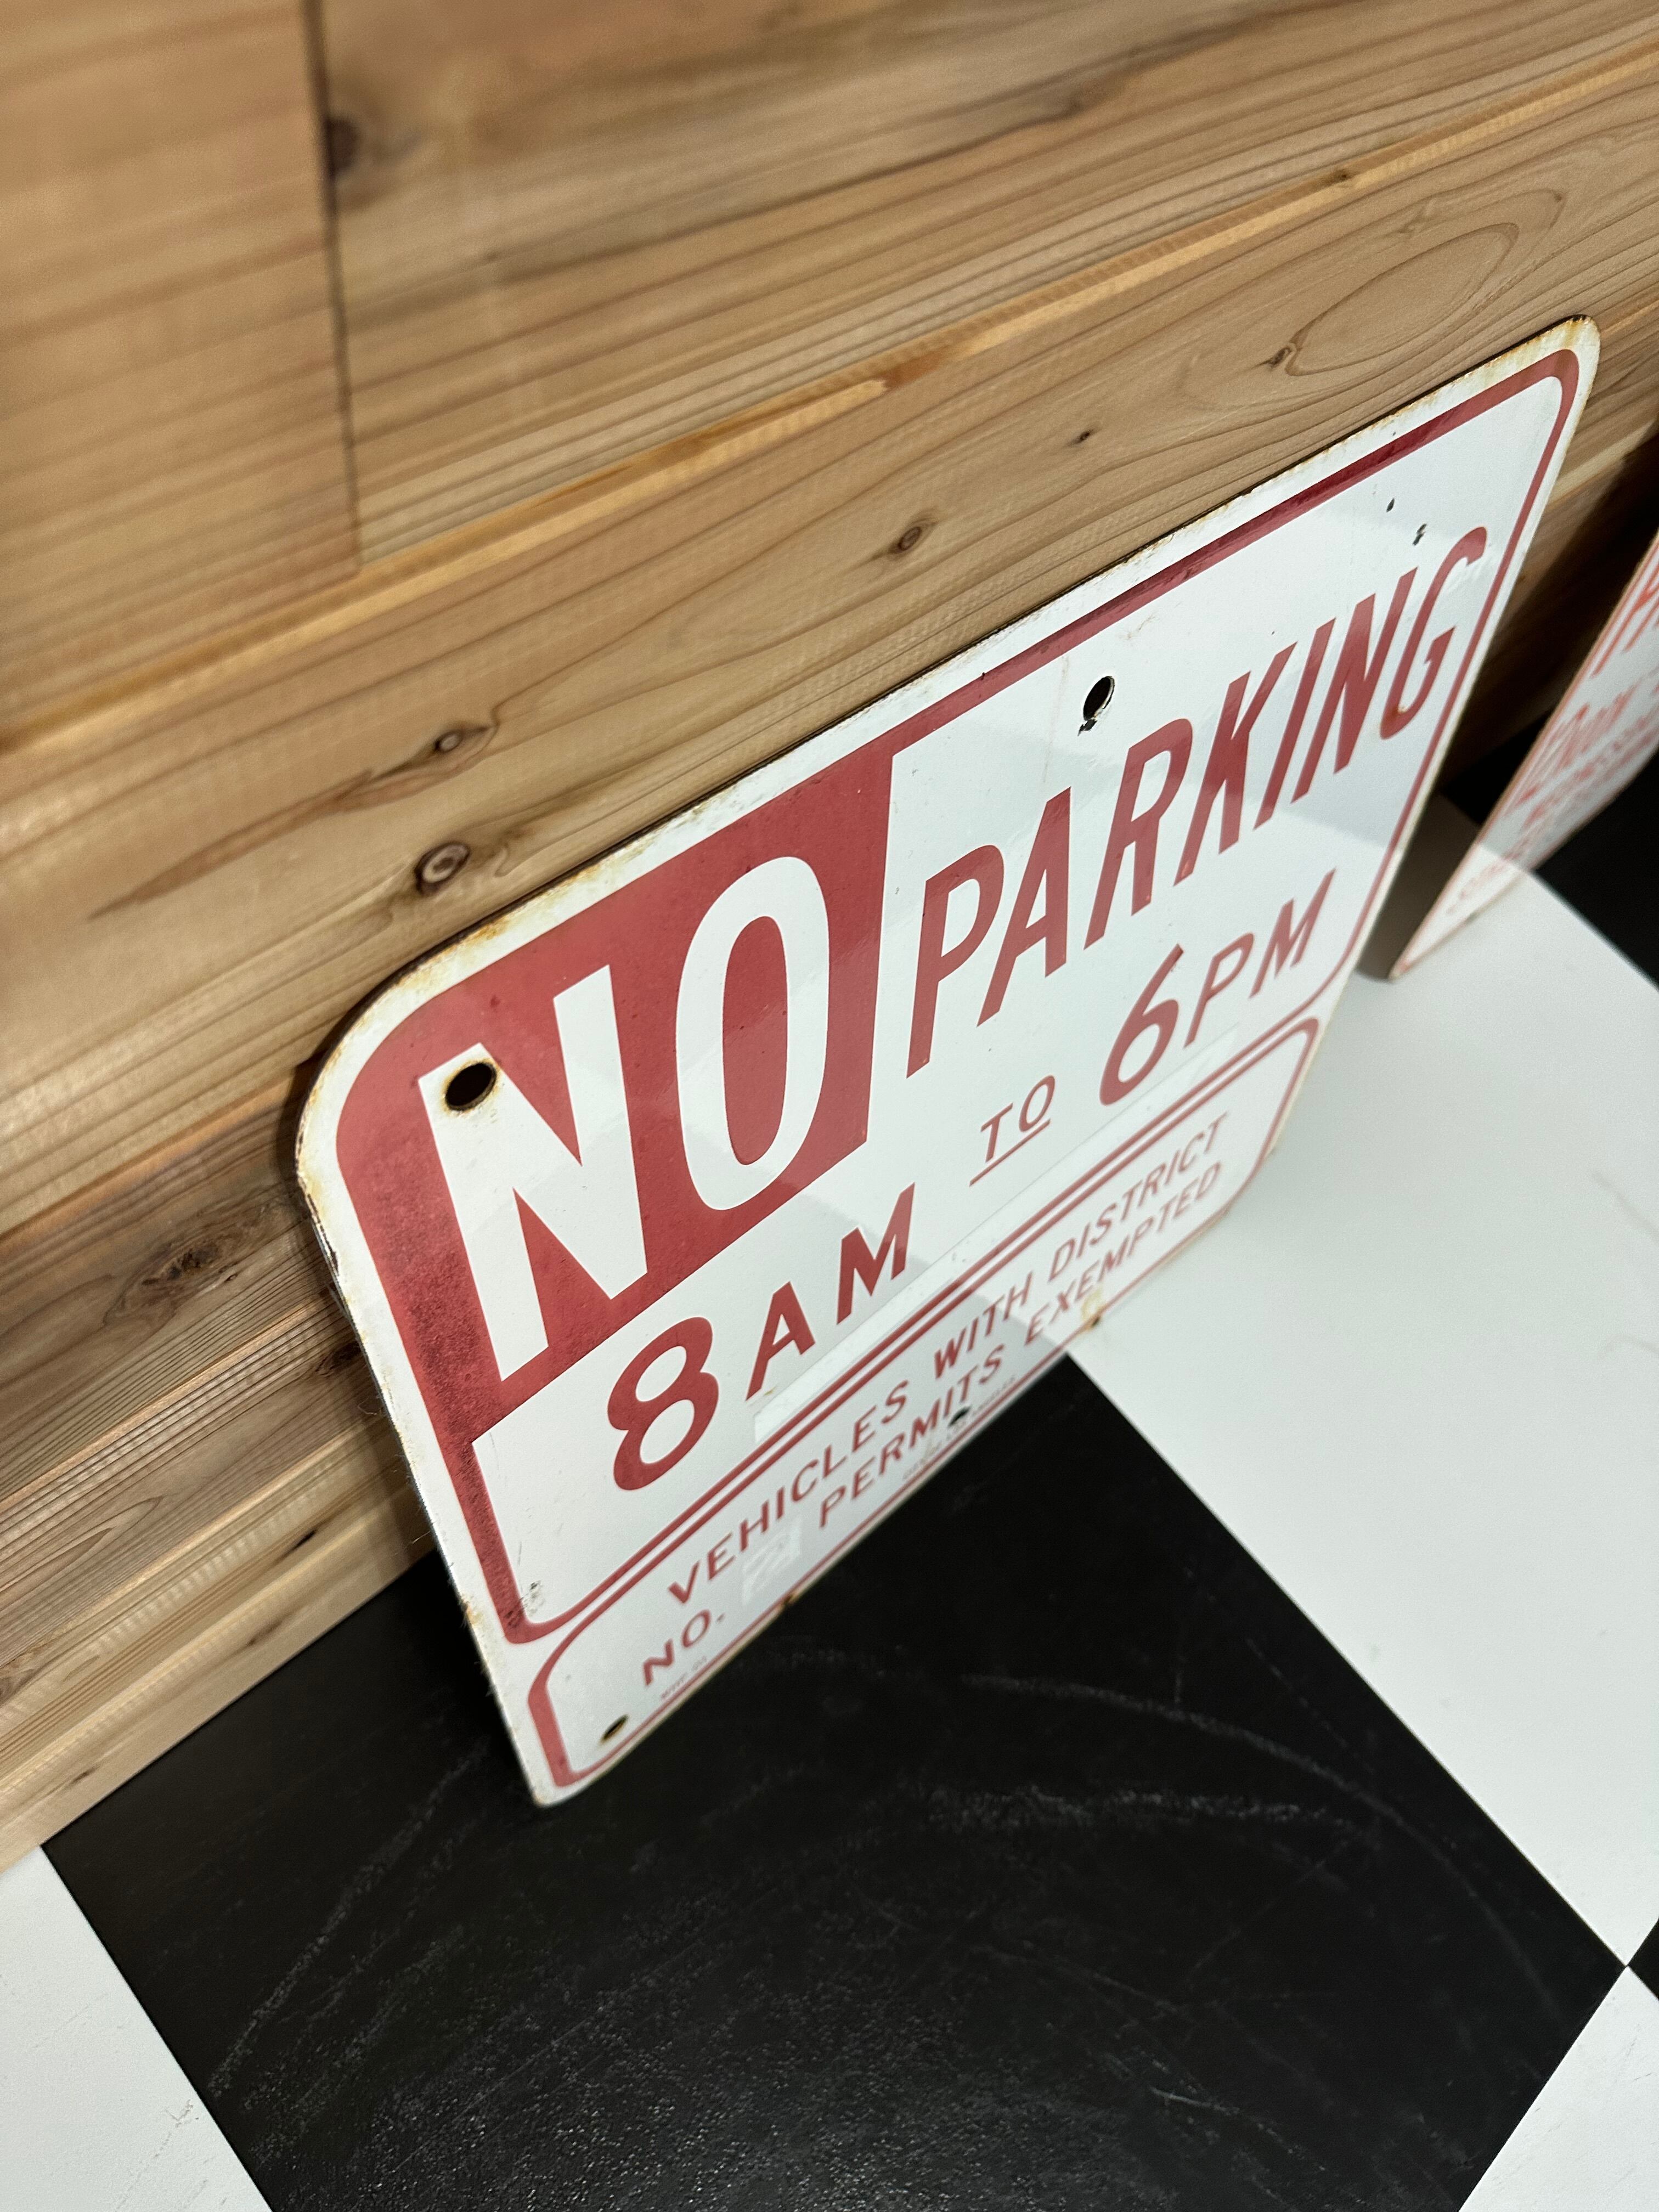 NO PARKING
8AM TO 6PM
VEHICLES WITH DISTRICT
NO. PERMITS EXEMPTED